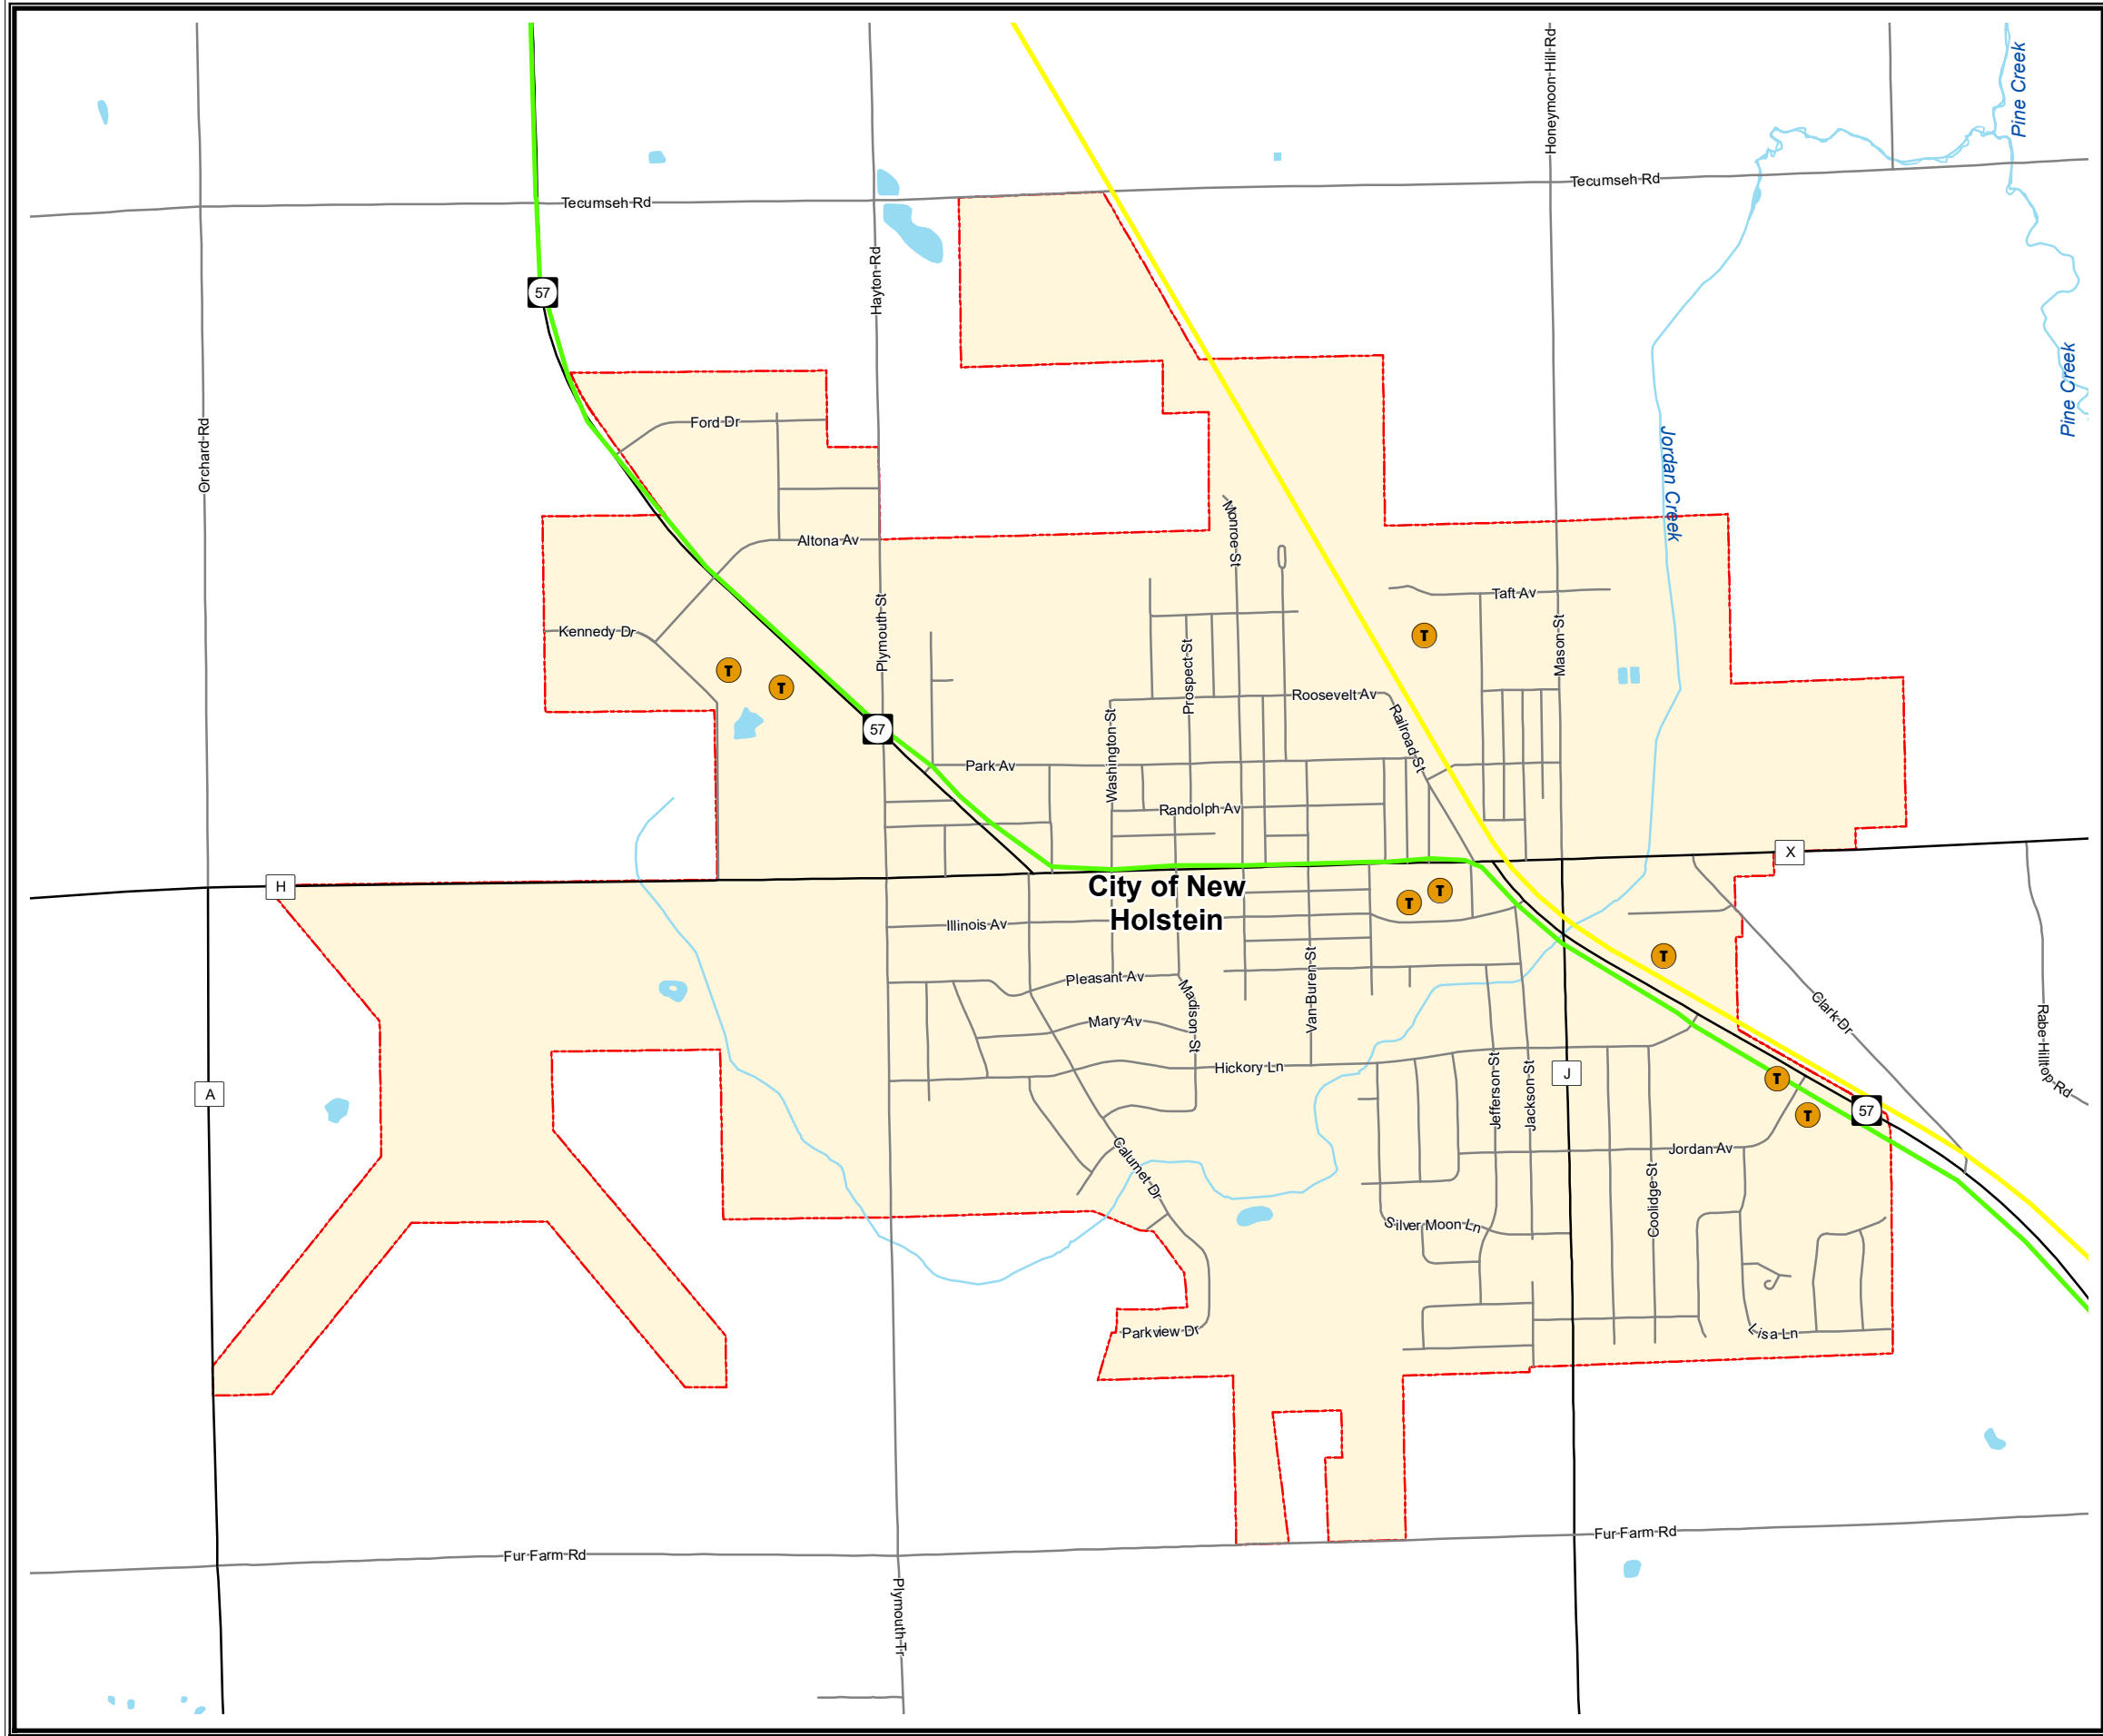 Honeymoon-Hill-Rd
Pine Creek
Tecumseh Rd
Tecumseh Rd
Hayton-Rd
57
Pine Creek
Orchard-Rd
Ford Dr
Jordan Creek
Monroe-St
Altona Av
Taft-Av
Plymouth-St
Kennedy-Dr
Mason-St
Prospect-St
Roosevelt-Av
Railroad-St
T
T
T
57
Washington-St
Park-Av
Randolph-Av
X
H
City of New
Holstein
T
T
Illinois-Av
T
Pleasant-Av
Madison-St
Van-Buren-St
Mary-Av
Clark-Dr
Rabe-Hilltop-Rd
Hickory-Ln
Jefferson-St
Jackson-St
J
T
T
57
A
Calumet-Dr
Jordan-Av
Coolidge-St
Silver Moon-Ln
Parkview Dr
Lisa-Ln
Fur-Farm-Rd
Fur-Farm-Rd
Plymouth-Tr